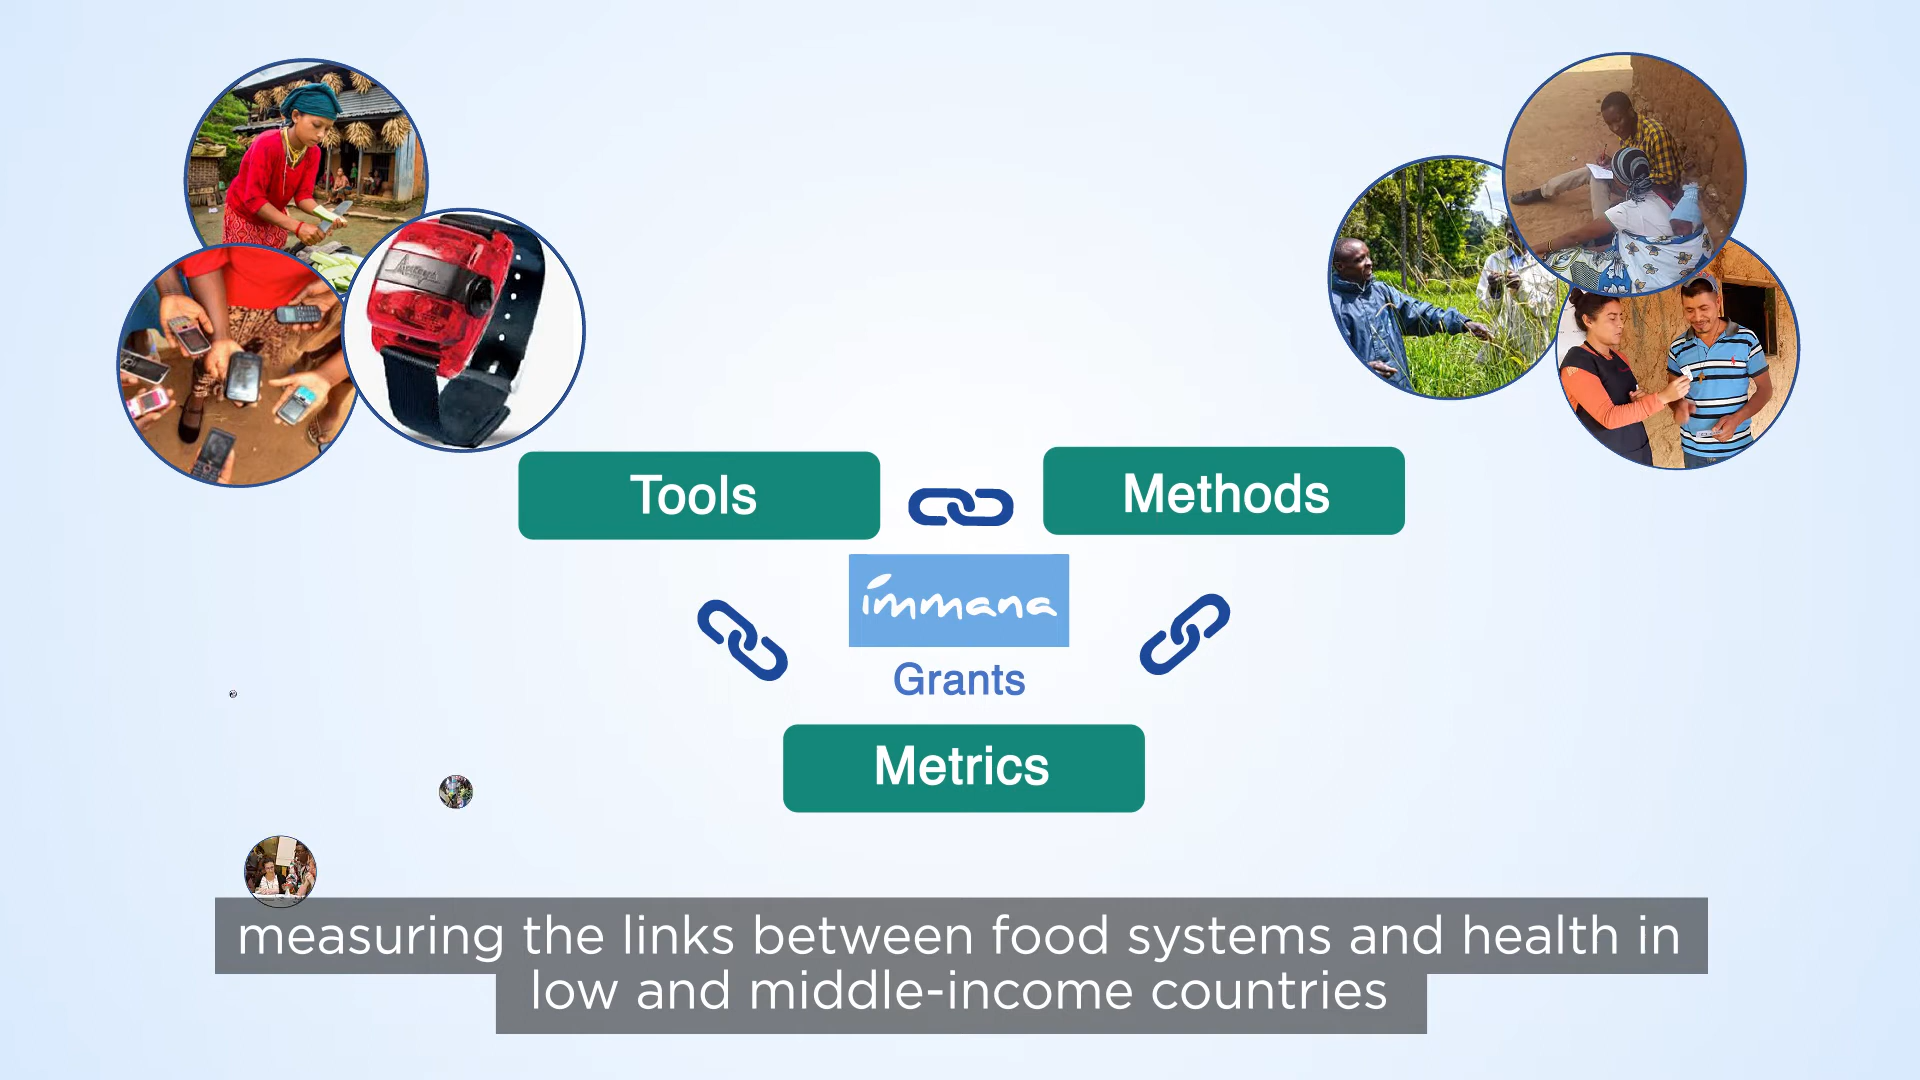 Tools
Methods
immana
Grants
Metrics
measuring the links between food systems and health in
low and middle-income countries